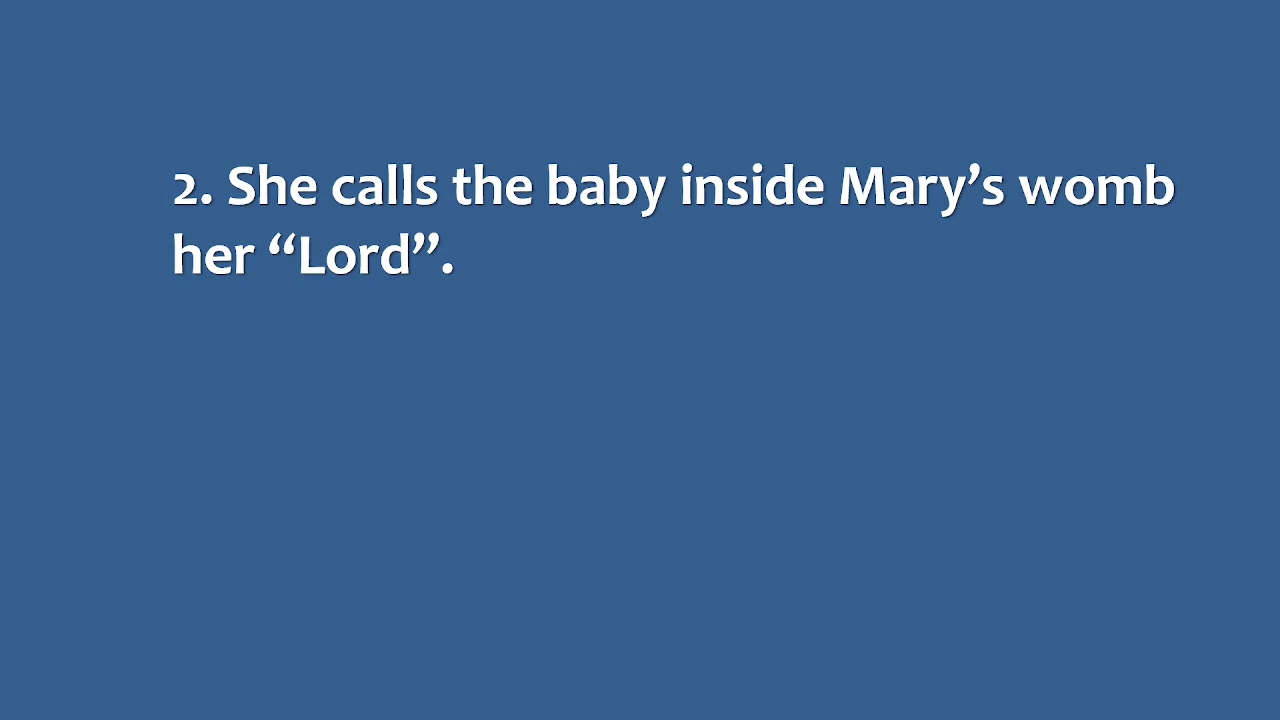 2. She calls the baby inside Mary’s womb
her “Lord”.